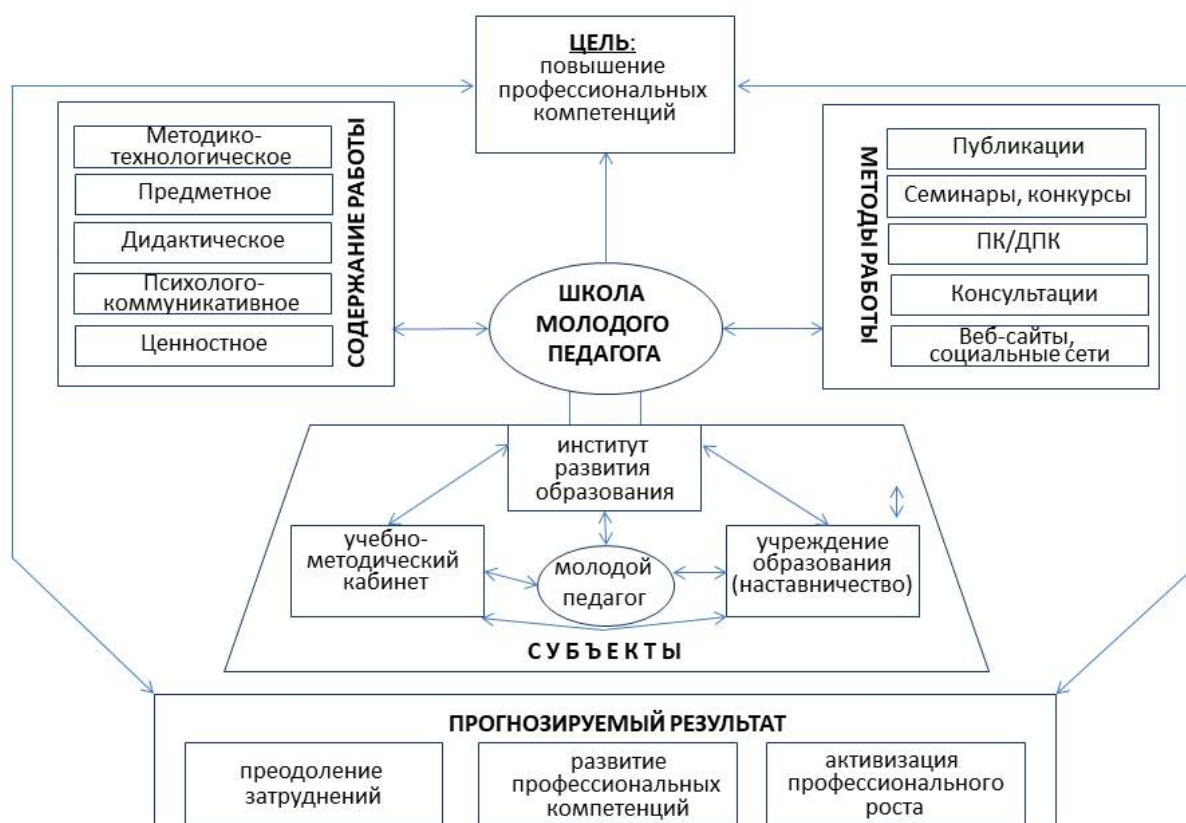 ЦЕЛЬ:
повышение
профессиональных
компетенций
СОДЕРЖАНИЕ РАБОТЫ
Методико-
технологическое
Предметное
Дидактическое
Психолого-
коммуникативное
Ценностное
ШКОЛА
МОЛОДОГО
ПЕДАГОГА
МЕТОДЫ РАБОТЫ
Публикации
Семинары, конкурсы
ПК/ДПК
Консультации
Веб-сайты,
социальные сети
институт
развития
образования
учебно-
методический
кабинет
молодой
педагог
учреждение
образования
(наставничество)
СУБЪЕКТЫ
ПРОГНОЗИРУЕМЫЙ РЕЗУЛЬТАТ
преодоление
затруднений
развитие
профессиональных
компетенций
активизация
профессионального
роста